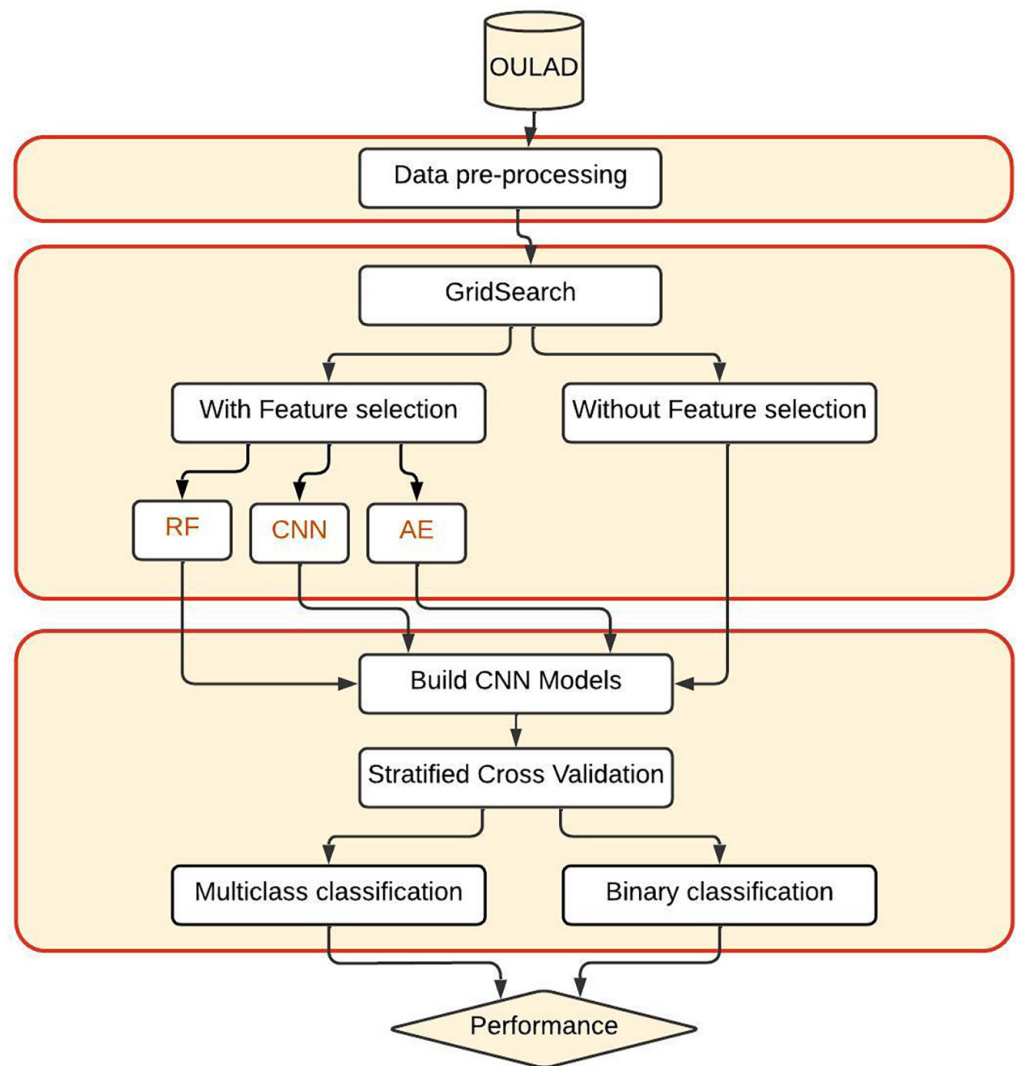 OULAD
Data pre-processing
GridSearch
With Feature selection
Without Feature selection
RF
CNN
AE
Build CNN Models
Stratified Cross Validation
Multiclass classification
Binary classification
Performance